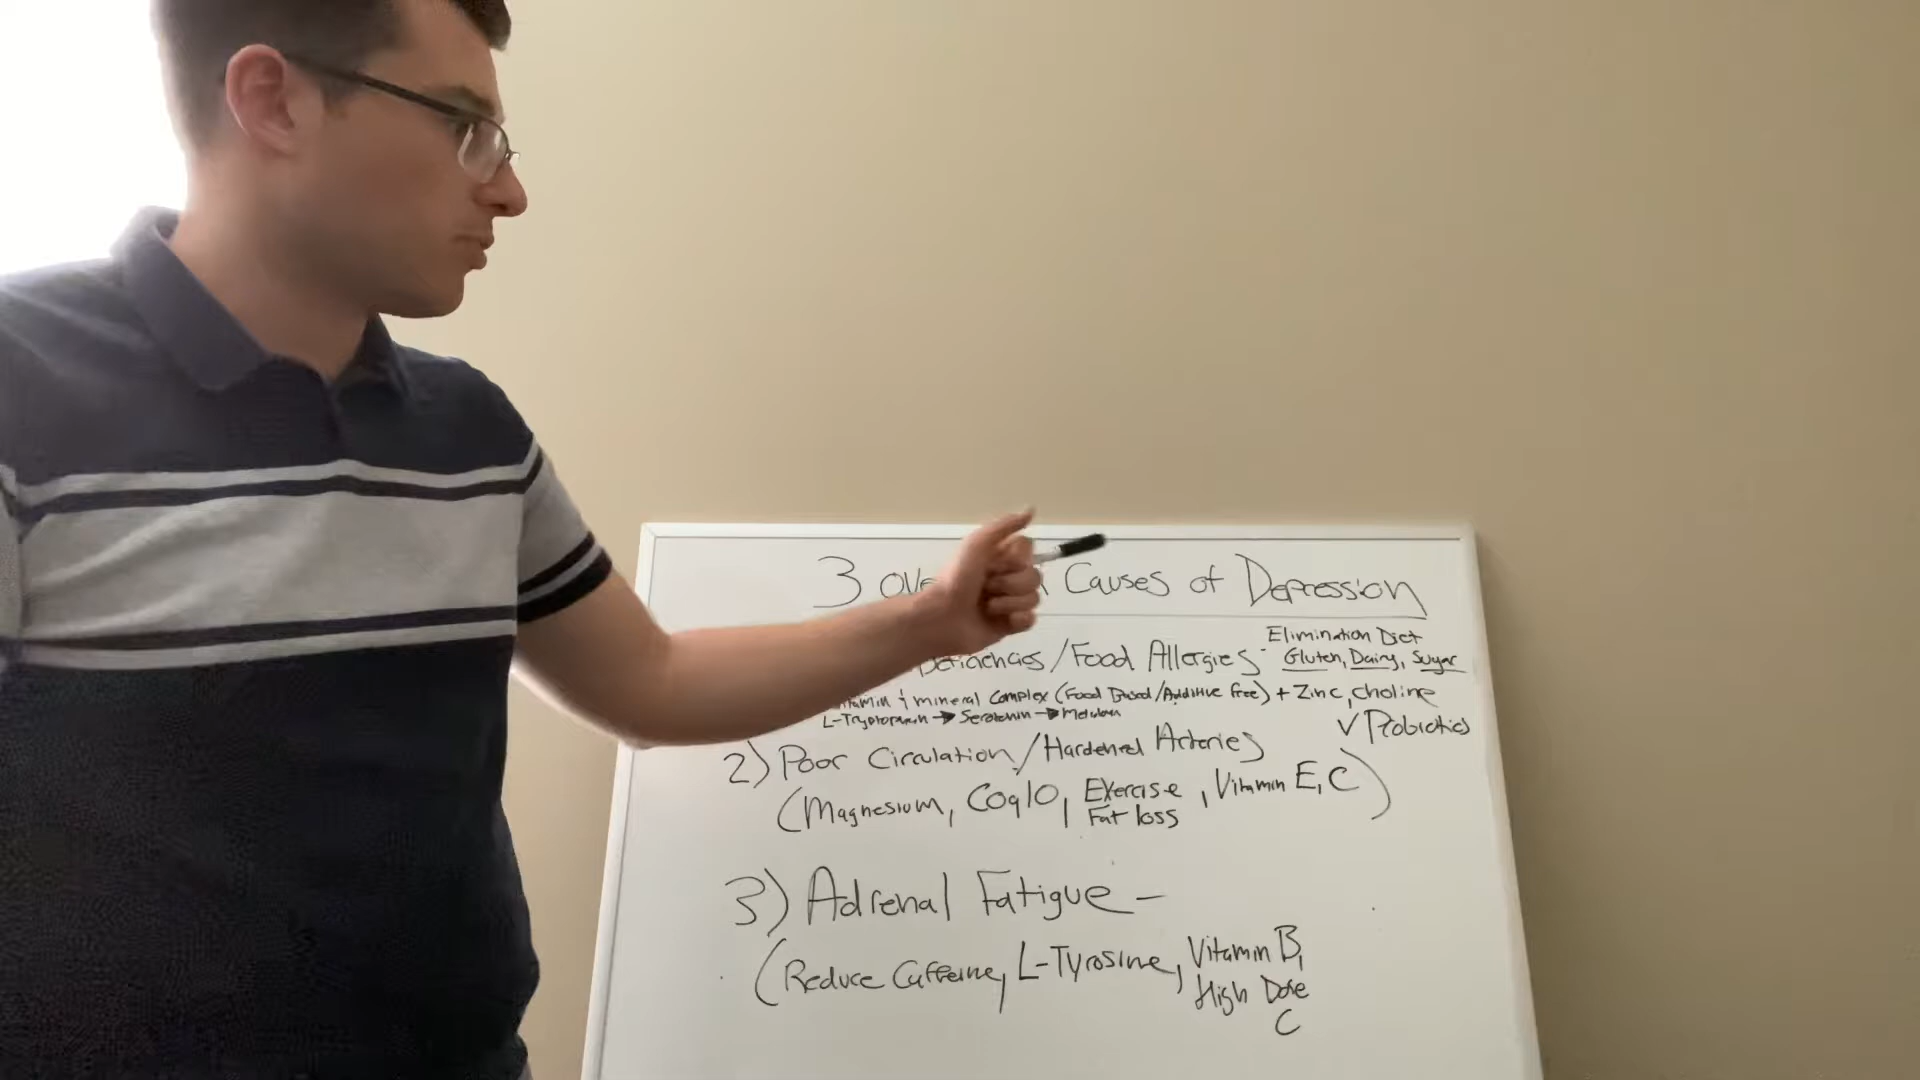 3 Causes of Depression
Deficiencies/Food Allergies - Elimination Diet
Gluten, Dairy, Sugar
mineral complex (Food Based/Additive free) + Zinc, choline
L-Tryptophan → Serotonin →
✓ Probiotics
2) Poor Circulation/Hardened Arteries
(Magnesium, COq10, Exercise, Vitamin E, C)
Fat loss
3) Adrenal Fatigue -
(Reduce Caffeine, L-Tyrosine, Vitamin B,
High Dose
C